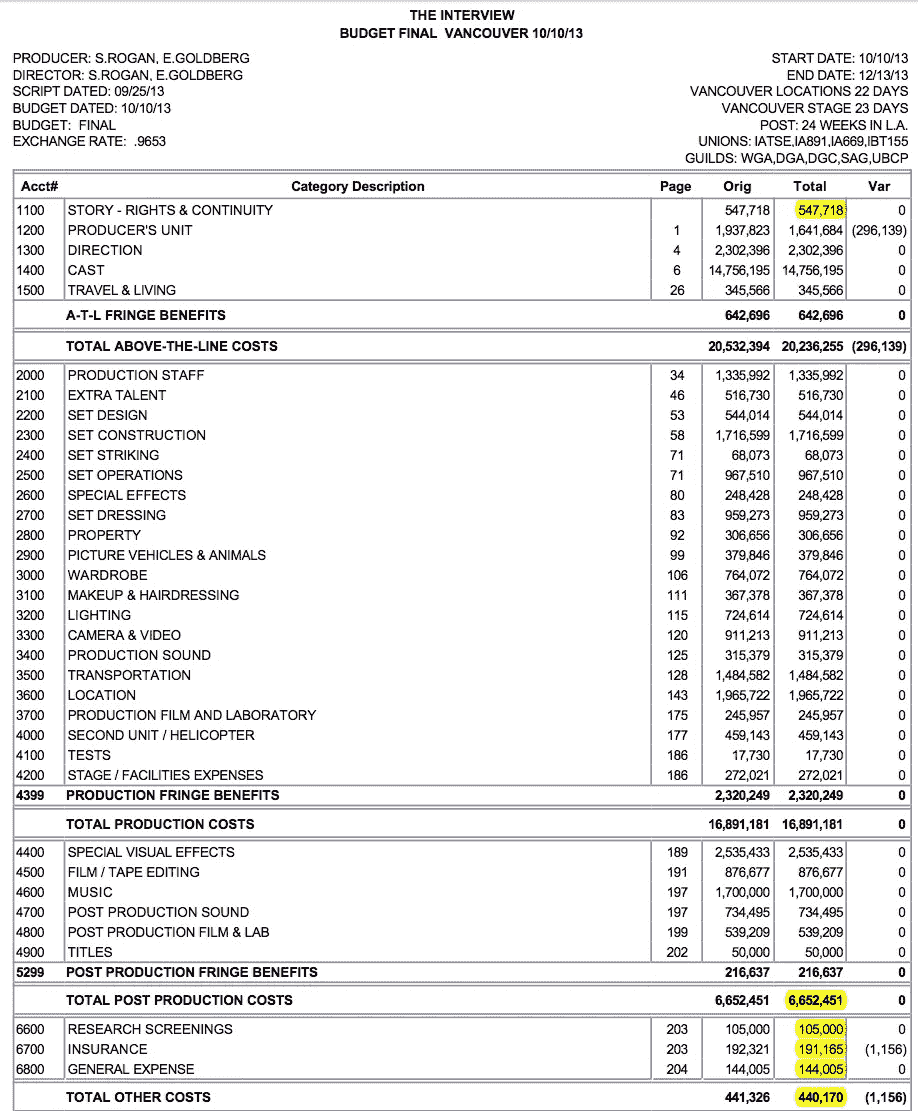 THE INTERVIEW
BUDGET FINAL VANCOUVER 10/10/13
PRODUCER: S.ROGAN, E.GOLDBERG START DATE: 10/10/13
DIRECTOR: S.ROGAN, E.GOLDBERG END DATE: 12/13/13
SCRIPT DATED: 09/25/13 VANCOUVER LOCATIONS 22 DAYS
BUDGET DATED: 10/10/13 VANCOUVER STAGE 23 DAYS
BUDGET: FINAL POST: 24 WEEKS IN L.A.
EXCHANGE RATE: .9653 UNIONS: IATSE,IA891,IA669,IBT155
GUILDS: WGA,DGA,DGC,SAG,UBCP
Acct# Category Description Page Orig Total Var
1100 STORY - RIGHTS & CONTINUITY 547,718 547,718 0
1200 PRODUCER'S UNIT 1 1,937,823 1,641,684 (296,139)
1300 DIRECTION 4 2,302,396 2,302,396 0
1400 CAST 6 14,756,195 14,756,195 0
1500 TRAVEL & LIVING 26 345,566 345,566 0
A-T-L FRINGE BENEFITS 642,696 642,696 0
TOTAL ABOVE-THE-LINE COSTS 20,532,394 20,236,255 (296,139)
2000 PRODUCTION STAFF 34 1,335,992 1,335,992 0
2100 EXTRA TALENT 46 516,730 516,730 0
2200 SET DESIGN 53 544,014 544,014 0
2300 SET CONSTRUCTION 58 1,716,599 1,716,599 0
2400 SET STRIKING 71 68,073 68,073 0
2500 SET OPERATIONS 71 967,510 967,510 0
2600 SPECIAL EFFECTS 80 248,428 248,428 0
2700 SET DRESSING 83 959,273 959,273 0
2800 PROPERTY 92 306,656 306,656 0
2900 PICTURE VEHICLES & ANIMALS 99 379,846 379,846 0
3000 WARDROBE 106 764,072 764,072 0
3100 MAKEUP & HAIRDRESSING 111 367,378 367,378 0
3200 LIGHTING 115 724,614 724,614 0
3300 CAMERA & VIDEO 120 911,213 911,213 0
3400 PRODUCTION SOUND 125 315,379 315,379 0
3500 TRANSPORTATION 128 1,484,582 1,484,582 0
3600 LOCATION 143 1,965,722 1,965,722 0
3700 PRODUCTION FILM AND LABORATORY 175 245,957 245,957 0
4000 SECOND UNIT / HELICOPTER 177 459,143 459,143 0
4100 TESTS 186 17,730 17,730 0
4200 STAGE / FACILITIES EXPENSES 186 272,021 272,021 0
4399 PRODUCTION FRINGE BENEFITS 2,320,249 2,320,249 0
TOTAL PRODUCTION COSTS 16,891,181 16,891,181 0
4400 SPECIAL VISUAL EFFECTS 189 2,535,433 2,535,433 0
4500 FILM / TAPE EDITING 191 876,677 876,677 0
4600 MUSIC 197 1,700,000 1,700,000 0
4700 POST PRODUCTION SOUND 197 734,495 734,495 0
4800 POST PRODUCTION FILM & LAB 199 539,209 539,209 0
4900 TITLES 202 50,000 50,000 0
5299 POST PRODUCTION FRINGE BENEFITS 216,637 216,637 0
TOTAL POST PRODUCTION COSTS 6,652,451 6,652,451 0
6600 RESEARCH SCREENINGS 203 105,000 105,000 0
6700 INSURANCE 203 192,321 191,165 (1,156)
6800 GENERAL EXPENSE 204 144,005 144,005 0
TOTAL OTHER COSTS 441,326 440,170 (1,156)